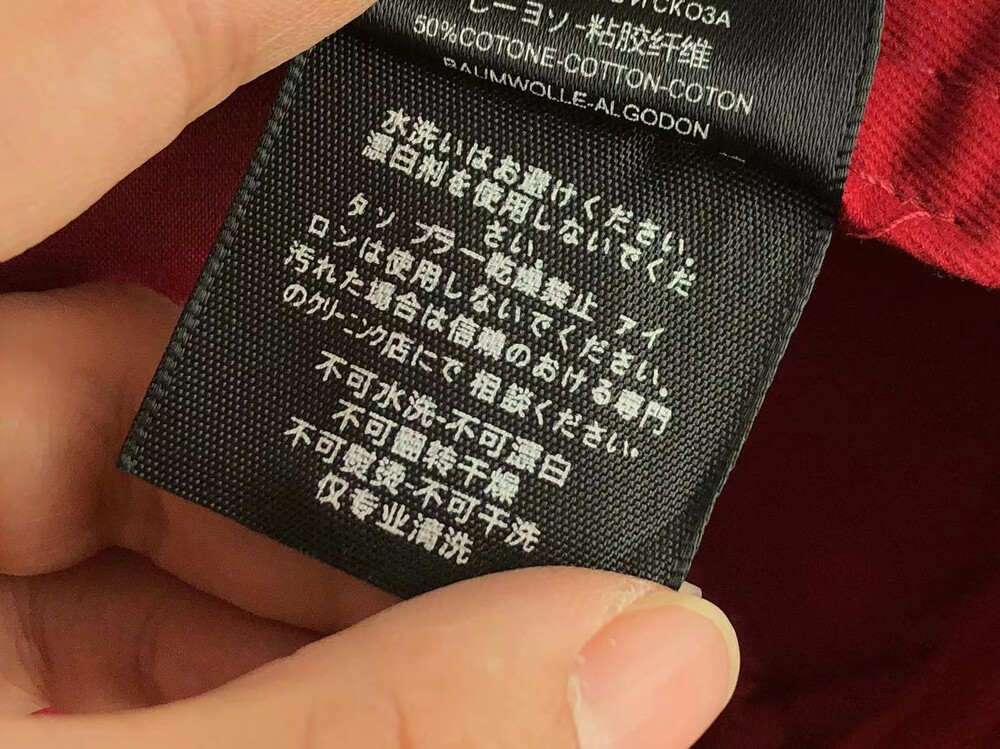 СКОЗА
レーヨン-粘胶纤维
50%COTONE-COTTON-COTON
BAUMWOLLE-ALGODON
水洗いはお避けください。
漂白剤を使用しないでくだ
さい。
タソ ブラー乾燥禁止 アイ
ロンは使用しないでください。
汚れた場合は信懶のおける専門
のクリーニング店にで 相談ください。
不可水洗-不可漂白
不可翻转干燥
不可熨烫-不可干洗
仅专业清洗